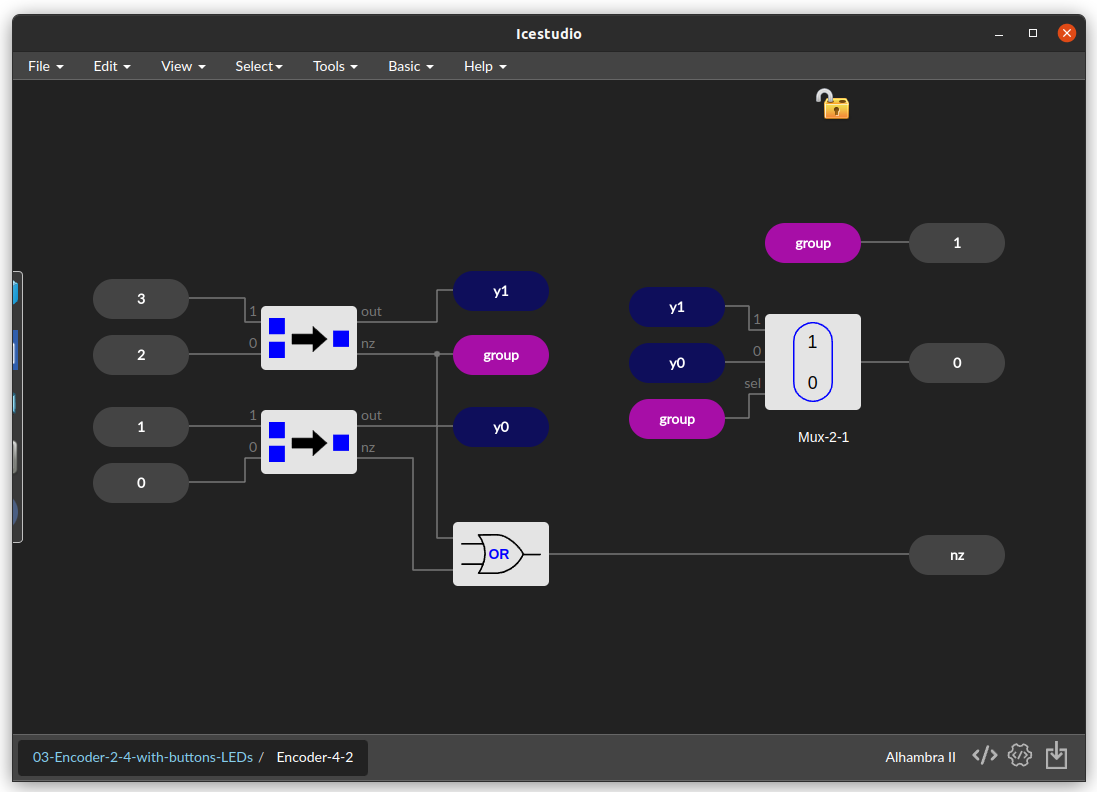 Icestudio
File Edit View Select Tools Basic Help
group 1
3 1 out y1
2 0 nz group
1 1 out y0
0 0 nz
y1 1
y0 0
group sel
1
0
0
Mux-2-1
OR
nz
03-Encoder-2-4-with-buttons-LEDs / Encoder-4-2
Alhambra II </>